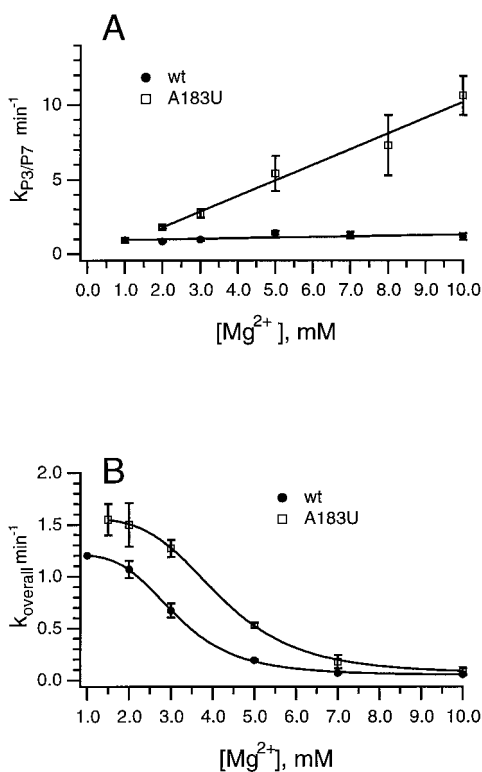 A
wt
A183U
10
5
0
k_P3/P7 min⁻¹
0.0 1.0 2.0 3.0 4.0 5.0 6.0 7.0 8.0 9.0 10.0
[Mg²⁺], mM
B
wt
A183U
2.0
1.5
1.0
0.5
0.0
k_overall min⁻¹
1.0 2.0 3.0 4.0 5.0 6.0 7.0 8.0 9.0 10.0
[Mg²⁺], mM